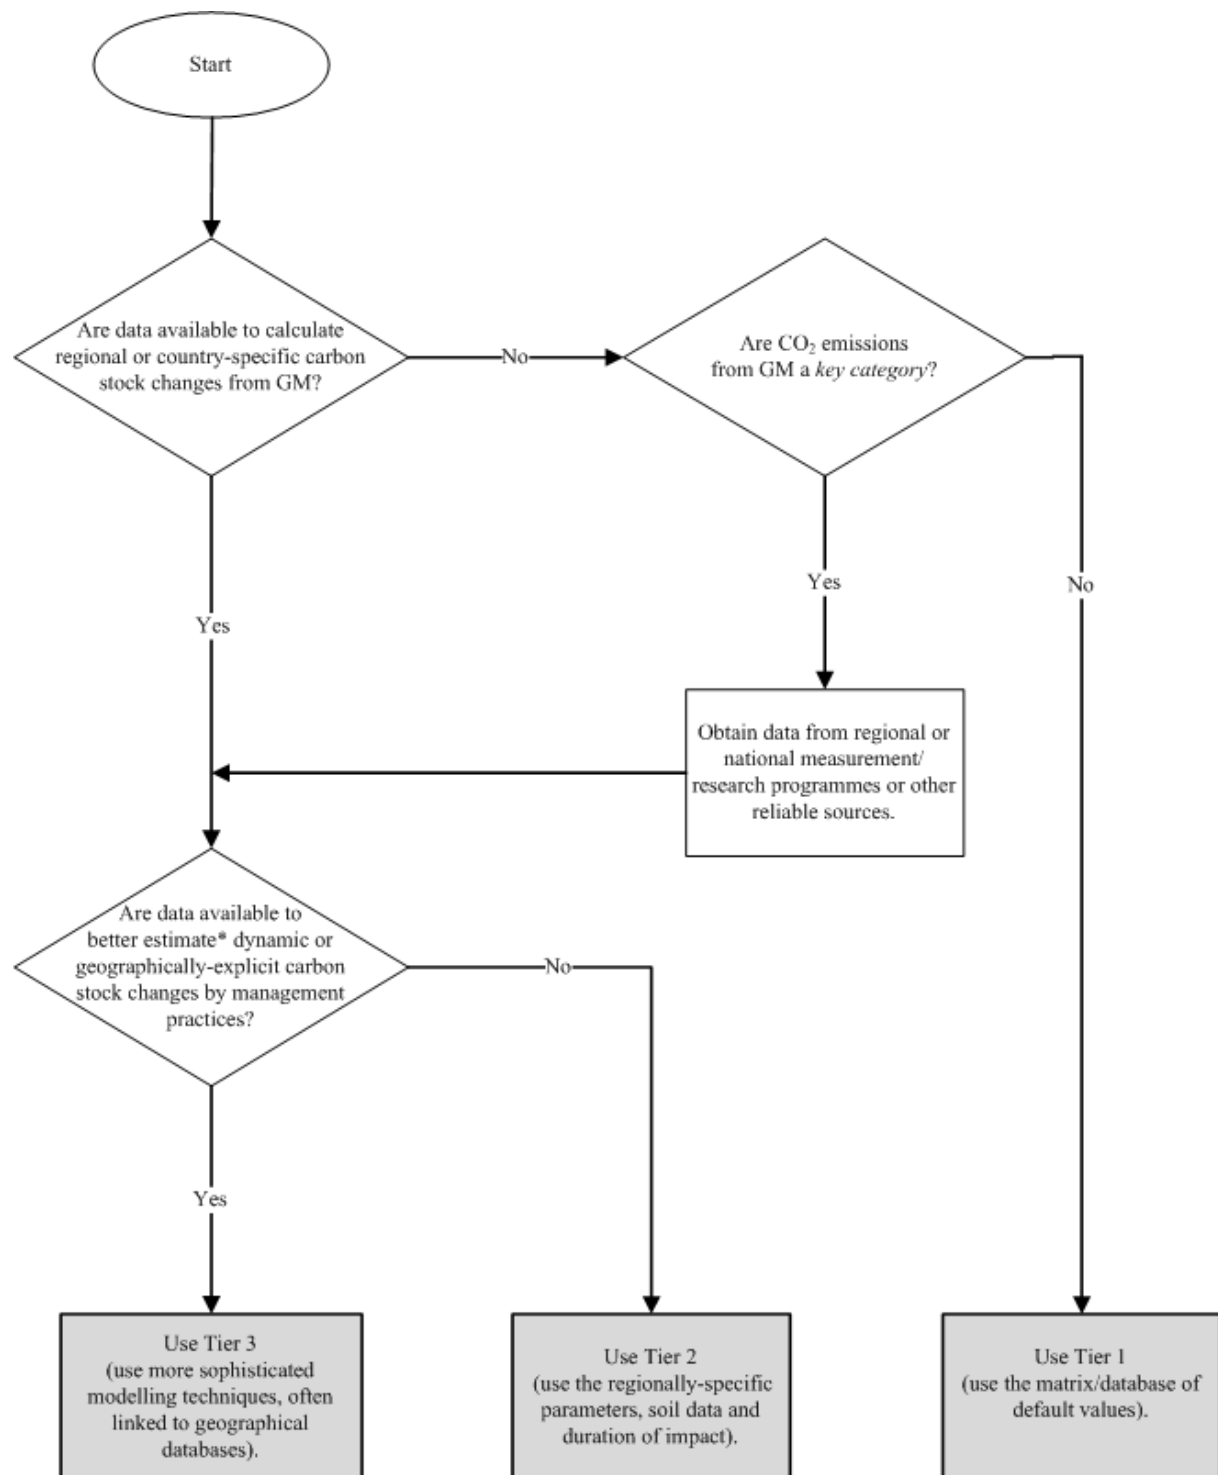 Start
Are data available to calculate
regional or country-specific carbon
stock changes from GM?
No
Are CO₂ emissions
from GM a key category?
Yes
No
Yes
Obtain data from regional or
national measurement/
research programmes or other
reliable sources.
Are data available to
better estimate* dynamic or
geographically-explicit carbon
stock changes by management
practices?
No
Yes
Use Tier 3
(use more sophisticated
modelling techniques, often
linked to geographical
databases).
Use Tier 2
(use the regionally-specific
parameters, soil data and
duration of impact).
Use Tier 1
(use the matrix/database of
default values).